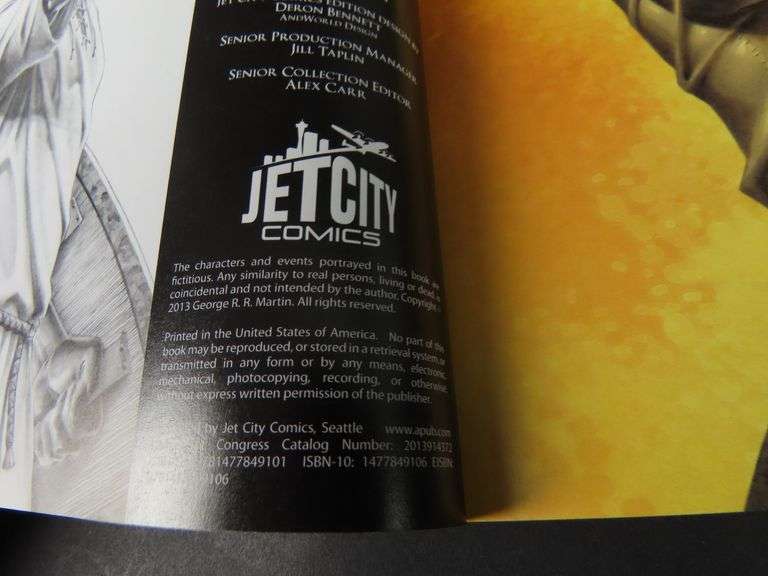 DERON BENNETT
ANDWORLD DESIGN
SENIOR PRODUCTION MANAGER
JILL TAPLIN
SENIOR COLLECTION EDITOR
ALEX CARR
JET CITY
COMICS
The characters and events portrayed in this book are
fictitious. Any similarity to real persons, living or dead, is
coincidental and not intended by the author. Copyright ©
2013 George R. R. Martin. All rights reserved.
Printed in the United States of America. No part of this
book may be reproduced, or stored in a retrieval system, or
transmitted in any form or by any means, electronic,
mechanical, photocopying, recording, or otherwise,
without express written permission of the publisher.
by Jet City Comics, Seattle www.apub.com
Congress Catalog Number: 2013914372
781477849101 ISBN-10: 1477849106 EISBN:
106